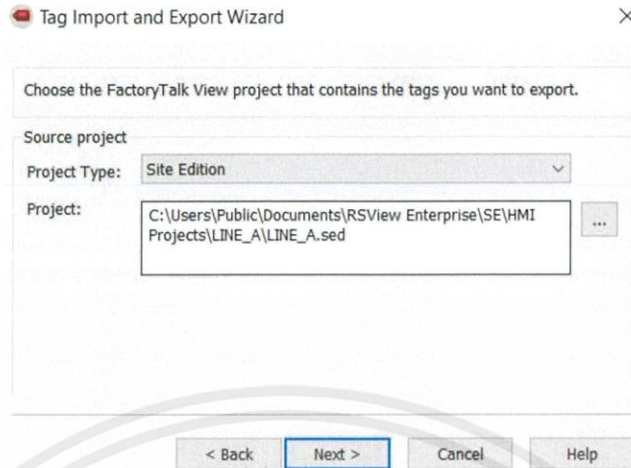 Tag Import and Export Wizard
Choose the FactoryTalk View project that contains the tags you want to export.
Source project
Project Type: Site Edition
Project: C:\Users\Public\Documents\RSView Enterprise\SE\HMI
Projects\LINE_A\LINE_A.sed
...
< Back Next > Cancel Help